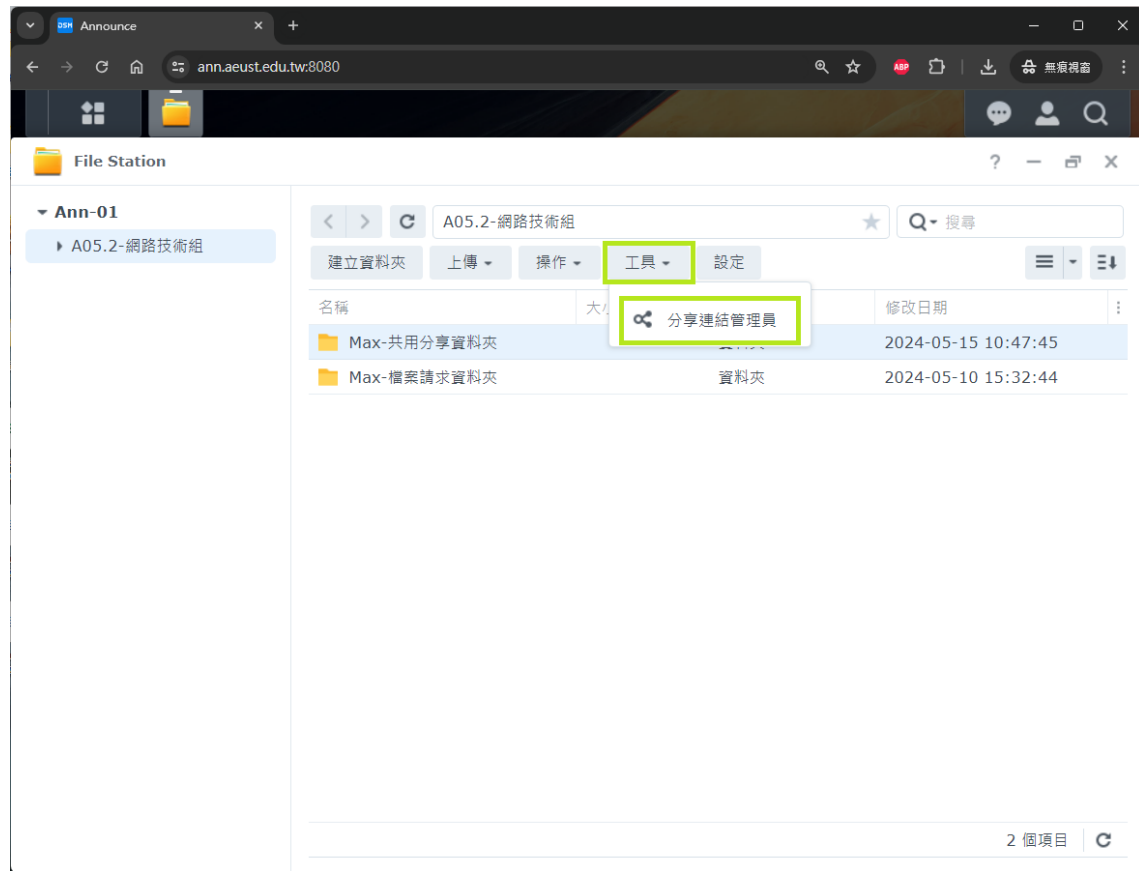 DSM Announce
ann.aeust.edu.tw:8080
ABP
無痕視窗
File Station
?
Ann-01
A05.2-網路技術組
A05.2-網路技術組
搜尋
建立資料夾 上傳 操作 工具 設定
分享連結管理員
名稱 大小 修改日期
Max-共用分享資料夾 2024-05-15 10:47:45
Max-檔案請求資料夾 資料夾 2024-05-10 15:32:44
2 個項目